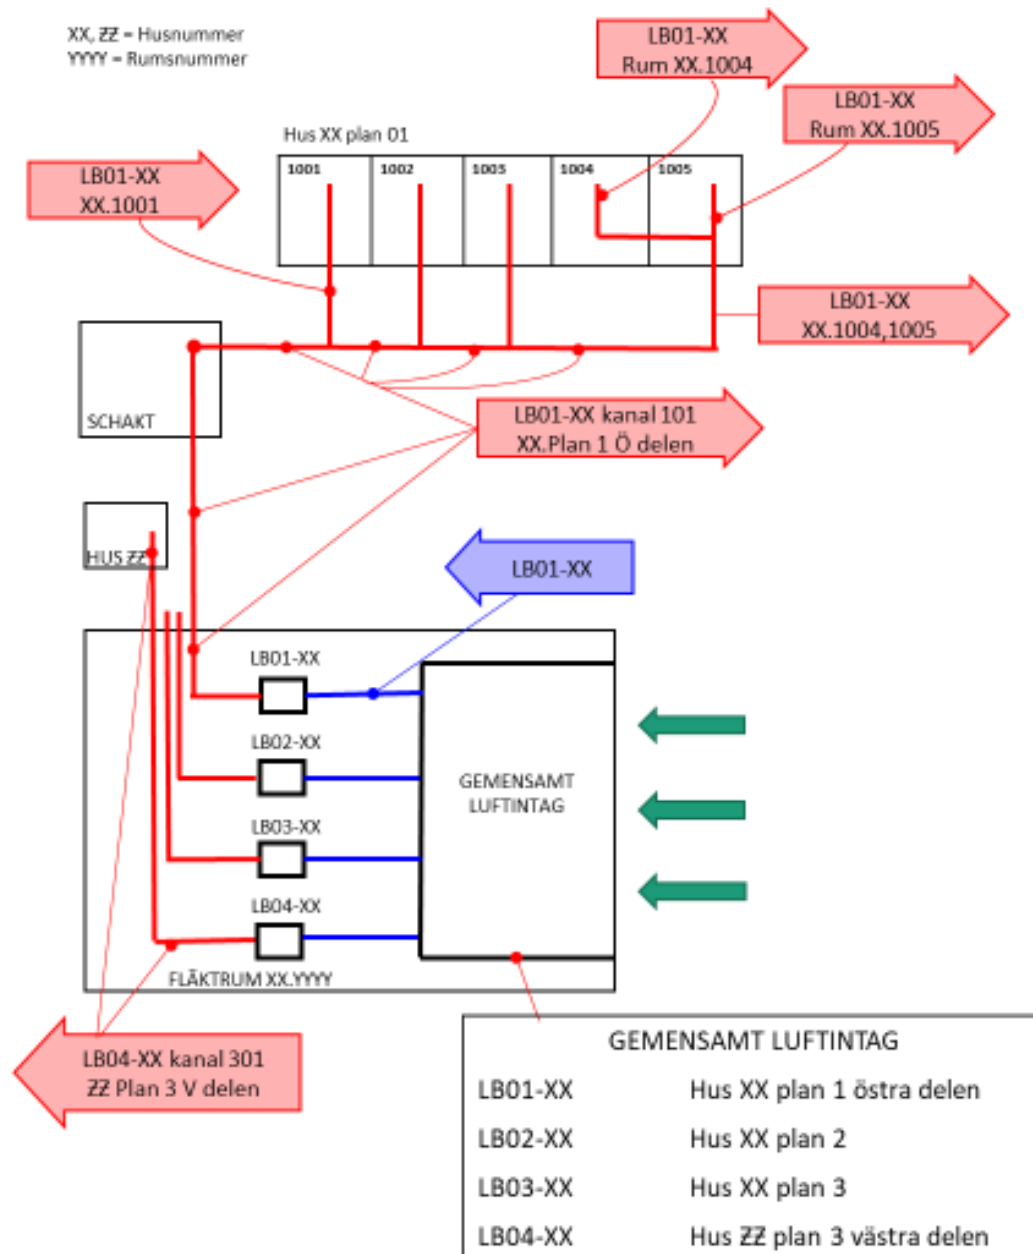 XX, ZZ = Husnummer
YYYY = Rumsnummer
LB01-XX
Rum XX.1004
LB01-XX
Rum XX.1005
Hus XX plan 01
LB01-XX
XX.1001
1001
1002
1003
1004
1005
LB01-XX
XX.1004,1005
SCHAKT
LB01-XX kanal 101
XX.Plan 1 Ö delen
HUS ZZ
LB01-XX
LB01-XX
LB02-XX
GEMENSAMT
LUFTINTAG
LB03-XX
LB04-XX
FLÄKTRUM XX.YYYY
LB04-XX kanal 301
ZZ Plan 3 V delen
GEMENSAMT LUFTINTAG
LB01-XX Hus XX plan 1 östra delen
LB02-XX Hus XX plan 2
LB03-XX Hus XX plan 3
LB04-XX Hus ZZ plan 3 västra delen